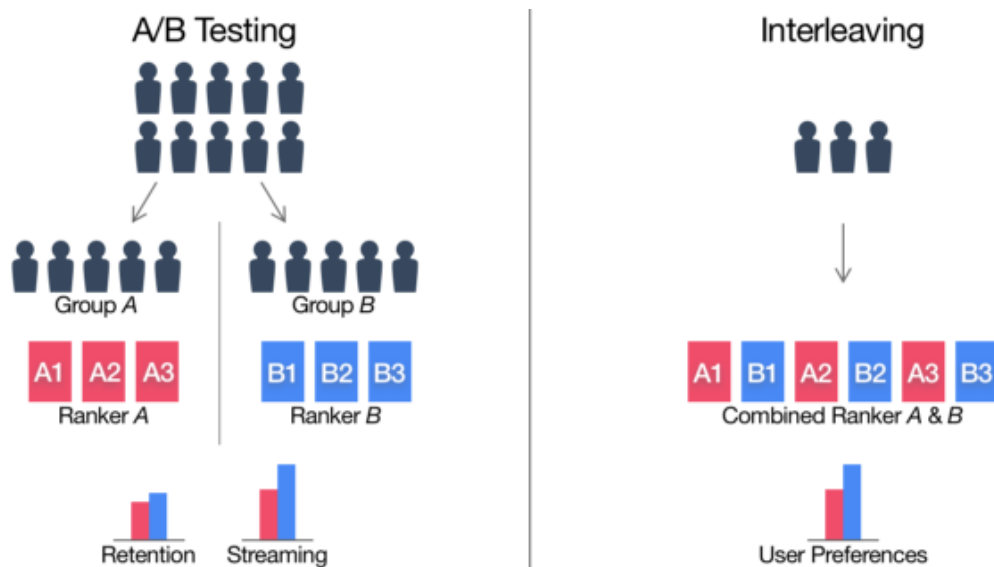 A/B Testing
Group A
Group B
A1 A2 A3
B1 B2 B3
Ranker A
Ranker B
Retention
Streaming
Interleaving
A1 B1 A2 B2 A3 B3
Combined Ranker A & B
User Preferences